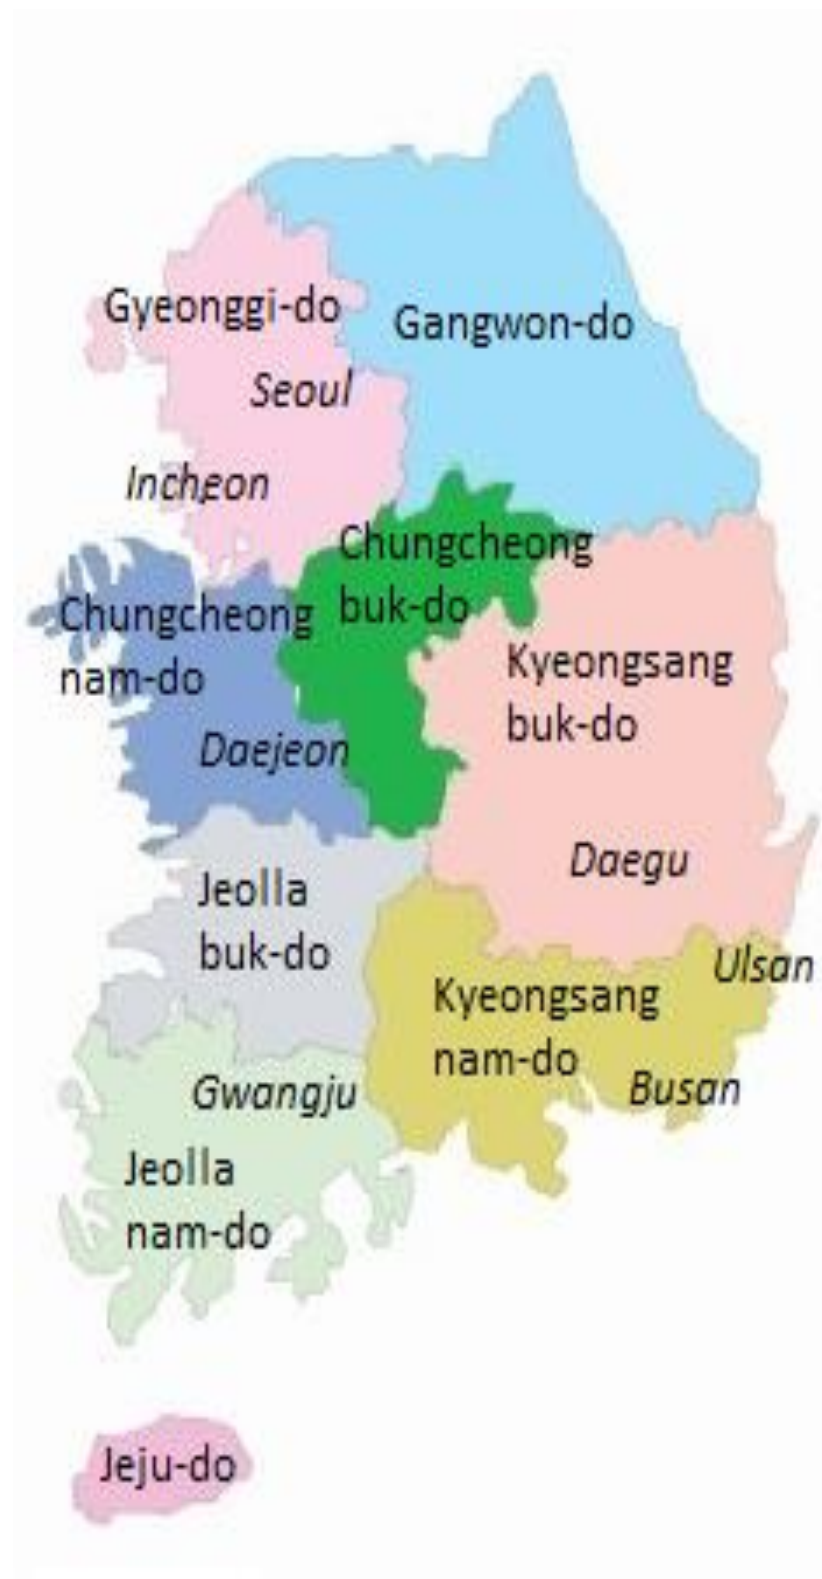 Gyeonggi-do
Gangwon-do
Seoul
Incheon
Chungcheong
buk-do
Chungcheong
nam-do
Kyeongsang
buk-do
Daejeon
Daegu
Jeolla
buk-do
Ulsan
Kyeongsang
nam-do
Busan
Gwangju
Jeolla
nam-do
Jeju-do